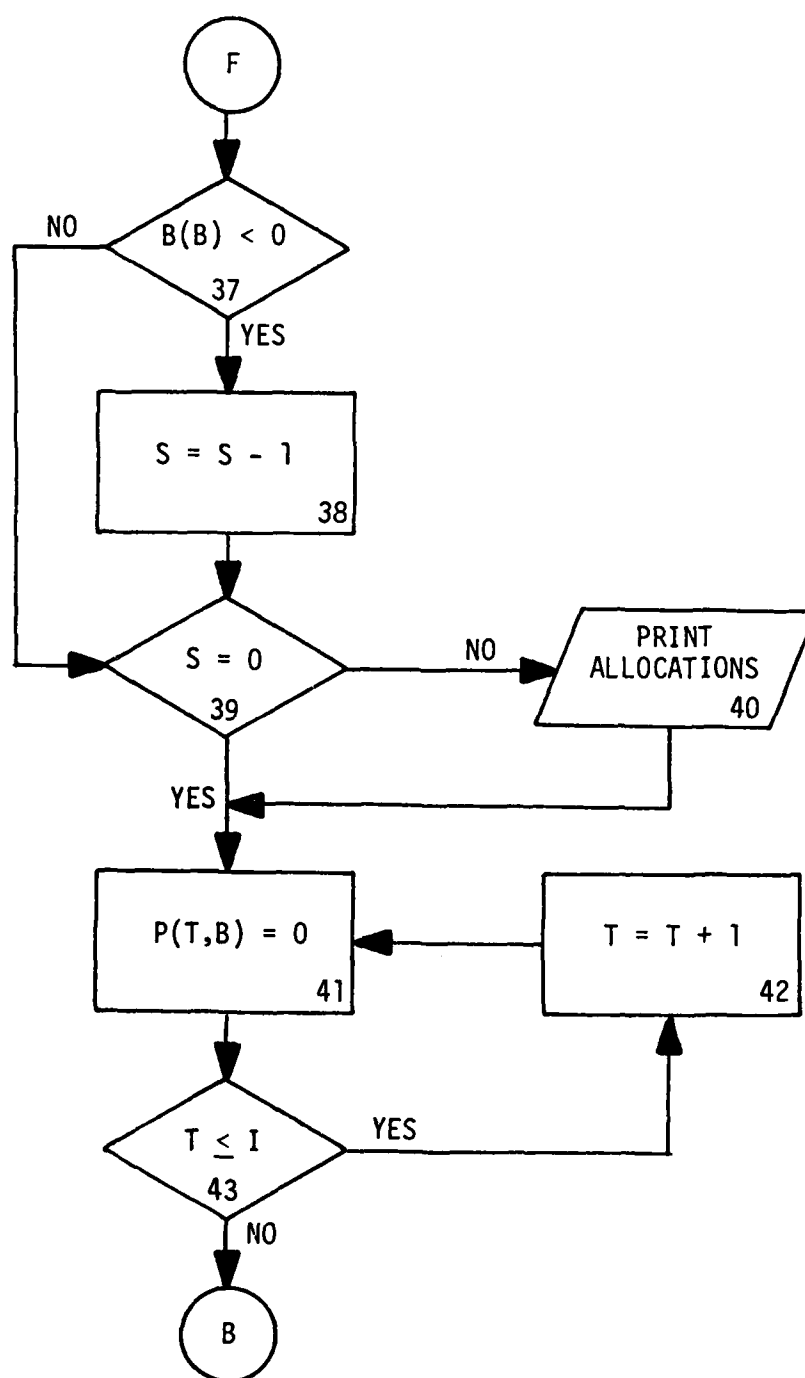 F
NO
B(B) < 0
37
YES
S = S - 1
38
S = 0
39
NO
PRINT
ALLOCATIONS
40
YES
P(T,B) = 0
41
T = T + 1
42
T ≤ I
43
YES
NO
B